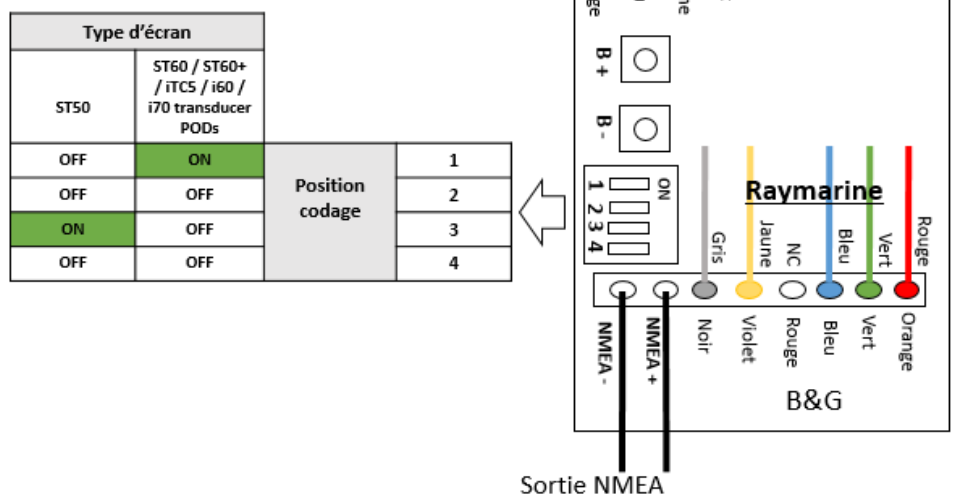 Type d'écran
ST50
ST60 / ST60+
/ iTC5 / i60 /
i70 transducer
PODs
OFF
ON
Position
codage
1
OFF
OFF
2
ON
OFF
3
OFF
OFF
4
B +
B -
1
2
3
4
ON
Raymarine
Gris
Jaune
NC
Bleu
Vert
Rouge
NMEA -
NMEA +
Noir
Violet
Rouge
Bleu
Vert
Orange
B&G
Sortie NMEA